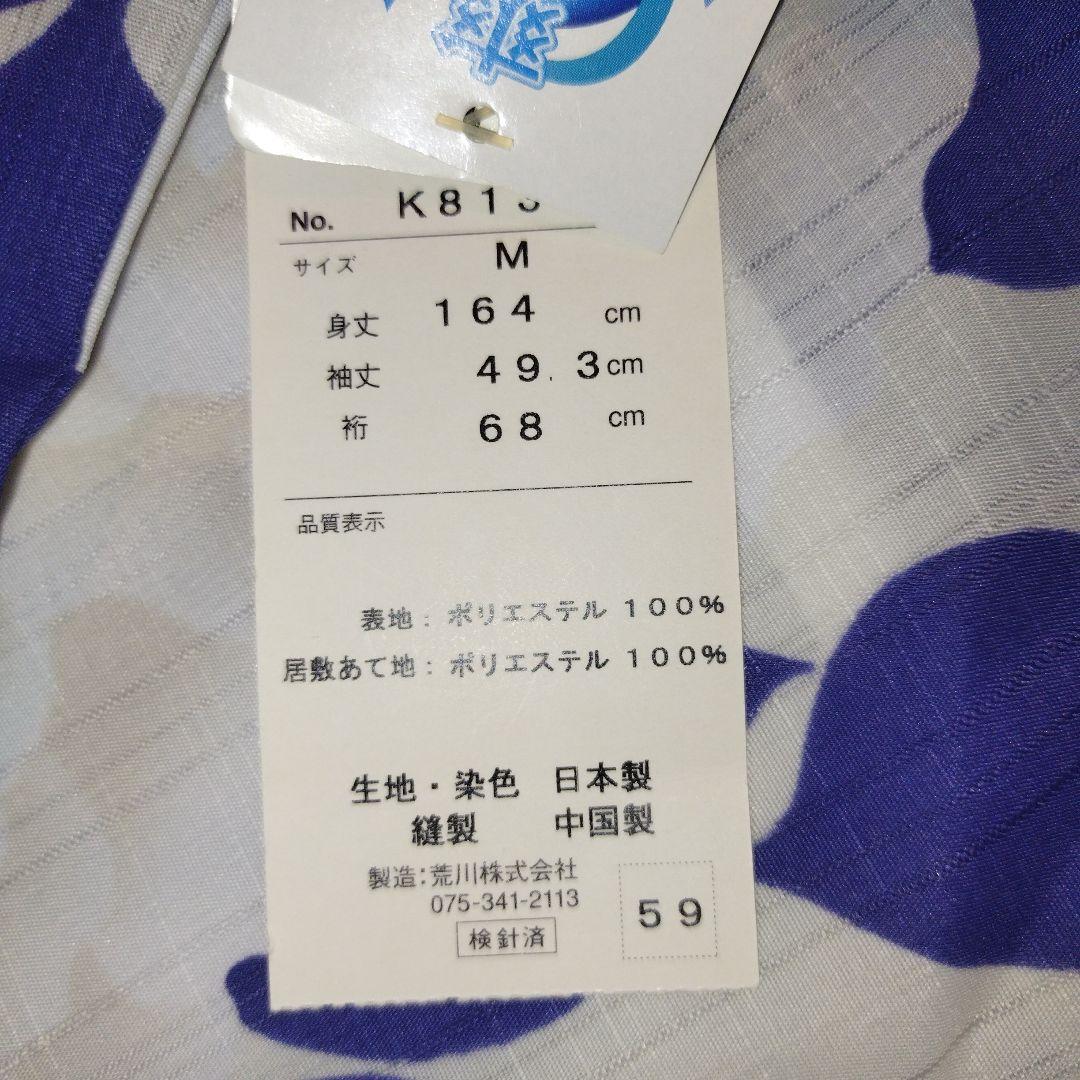 No. K813
サイズ M
身丈 164 cm
袖丈 49.3cm
裄 68 cm
品質表示
表地：ポリエステル 100%
居敷あて地：ポリエステル 100%
生地・染色 日本製
縫製 中国製
製造：荒川株式会社
075-341-2113
検針済
59